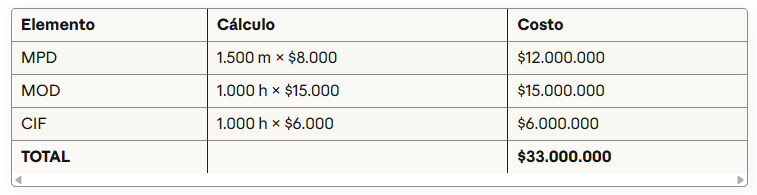 Elemento Cálculo Costo
MPD 1.500 m × $8.000 $12.000.000
MOD 1.000 h × $15.000 $15.000.000
CIF 1.000 h × $6.000 $6.000.000
TOTAL $33.000.000